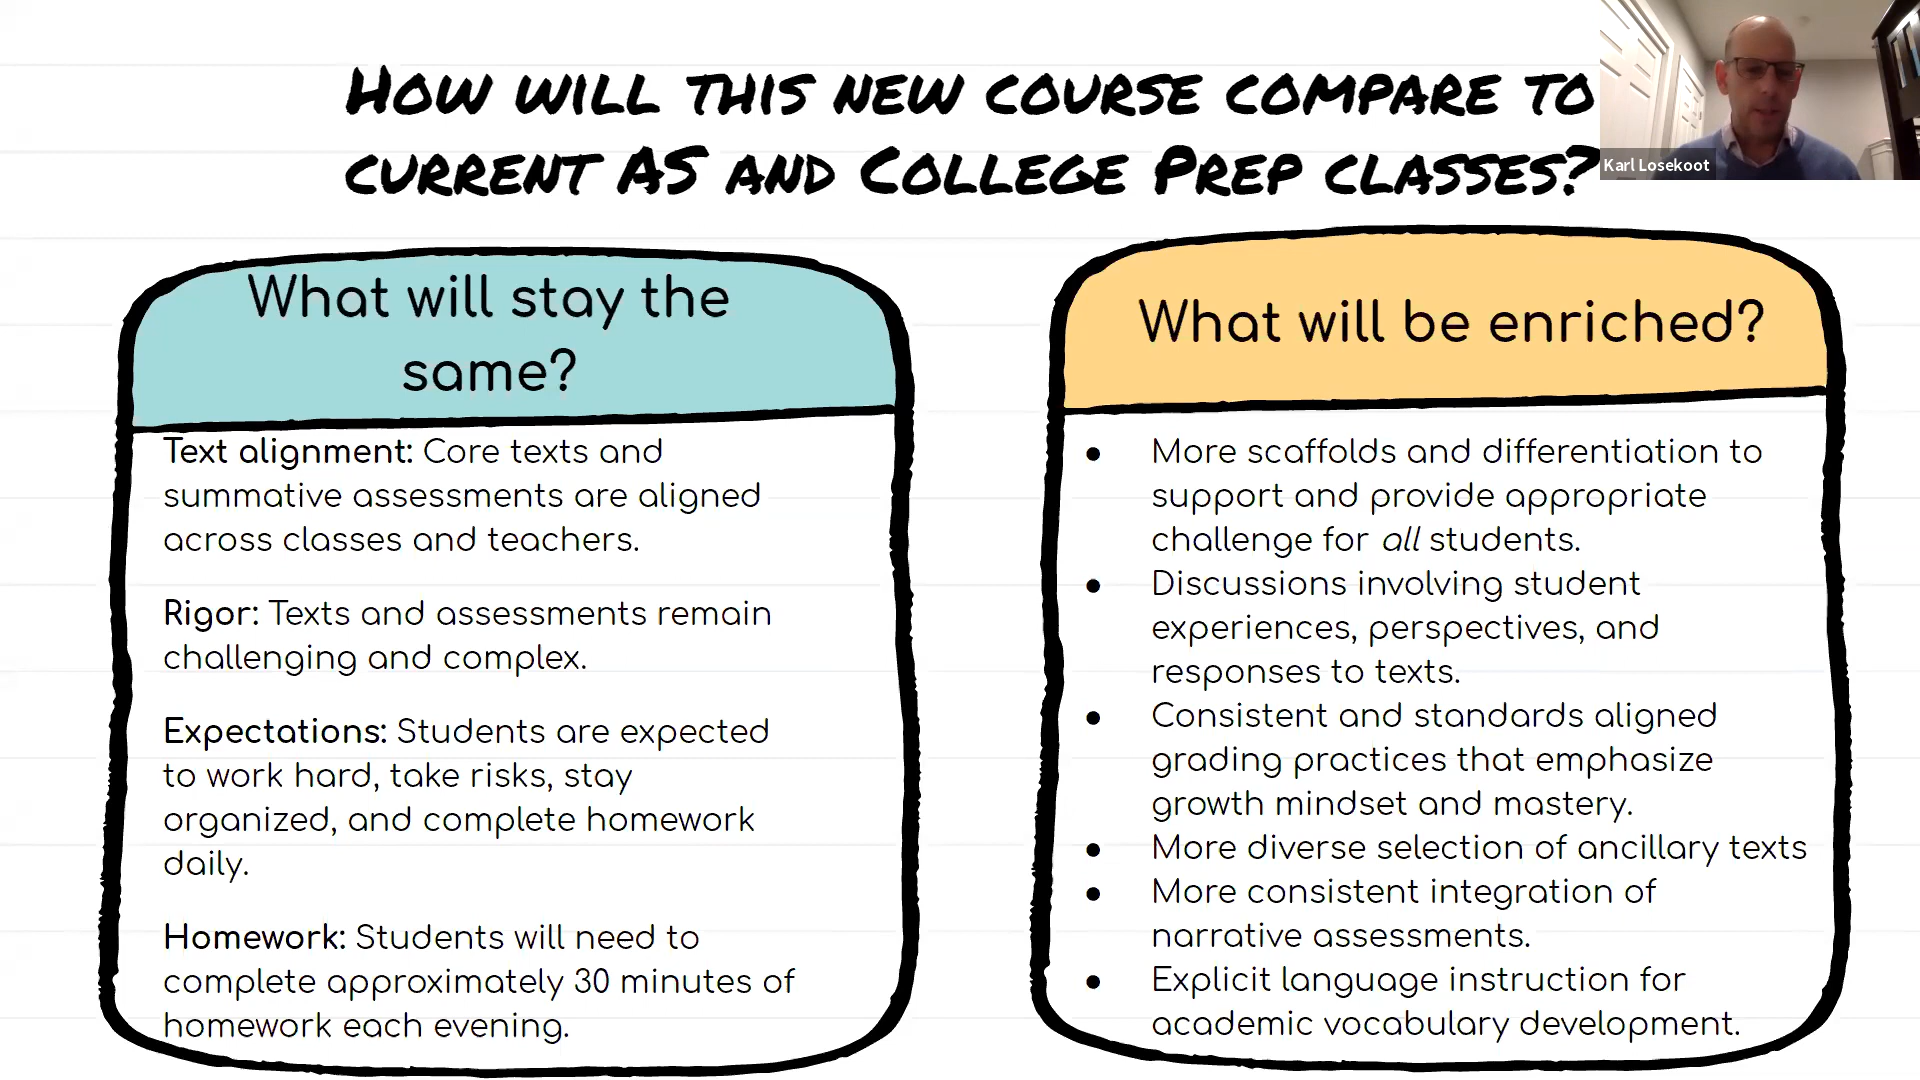 How will this new course compare to
current AS and College Prep classes?
Karl Losekoot
What will stay the
same?
Text alignment: Core texts and
summative assessments are aligned
across classes and teachers.
Rigor: Texts and assessments remain
challenging and complex.
Expectations: Students are expected
to work hard, take risks, stay
organized, and complete homework
daily.
Homework: Students will need to
complete approximately 30 minutes of
homework each evening.
What will be enriched?
● More scaffolds and differentiation to
support and provide appropriate
challenge for all students.
● Discussions involving student
experiences, perspectives, and
responses to texts.
● Consistent and standards aligned
grading practices that emphasize
growth mindset and mastery.
● More diverse selection of ancillary texts
● More consistent integration of
narrative assessments.
● Explicit language instruction for
academic vocabulary development.